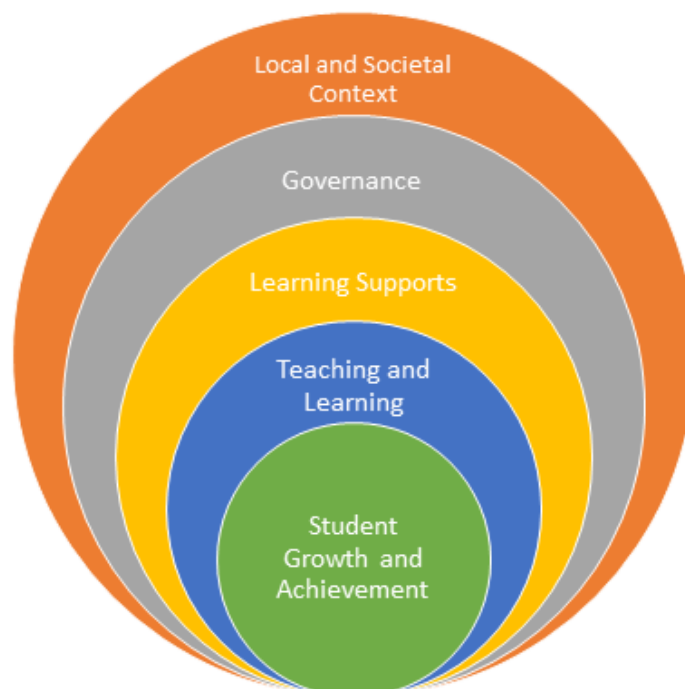 Local and Societal
Context
Governance
Learning Supports
Teaching and
Learning
Student
Growth and
Achievement